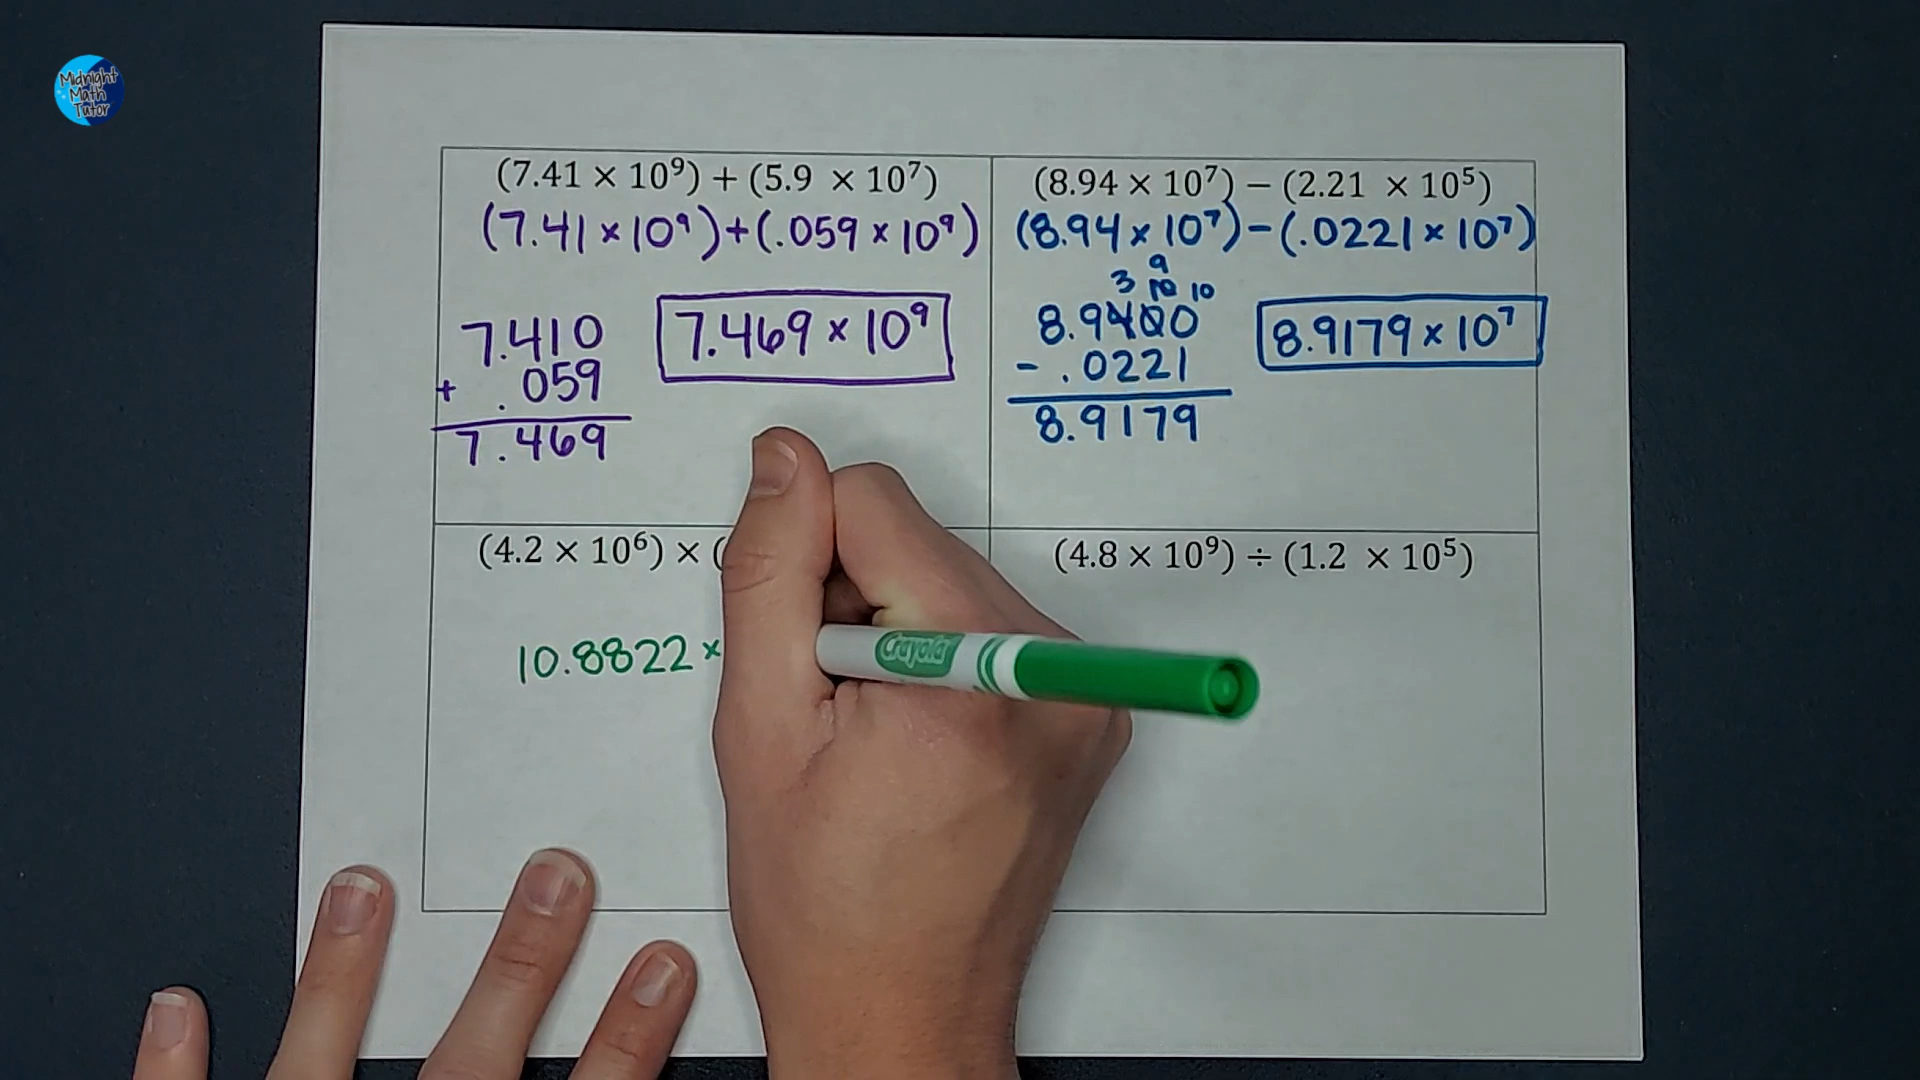 Midnight
Math
Tutor
(7.41 × 10⁹) + (5.9 × 10⁷)
(7.41 × 10⁹) + (.059 × 10⁹)
7.410
+ .059
7.469
7.469 × 10⁹
(8.94 × 10⁷) − (2.21 × 10⁵)
(8.94 × 10⁷) − (.0221 × 10⁷)
9
3 10 10
8.9400
- .0221
8.9179
8.9179 × 10⁷
(4.2 × 10⁶) × (
10.8822 ×
(4.8 × 10⁹) ÷ (1.2 × 10⁵)
Crayola